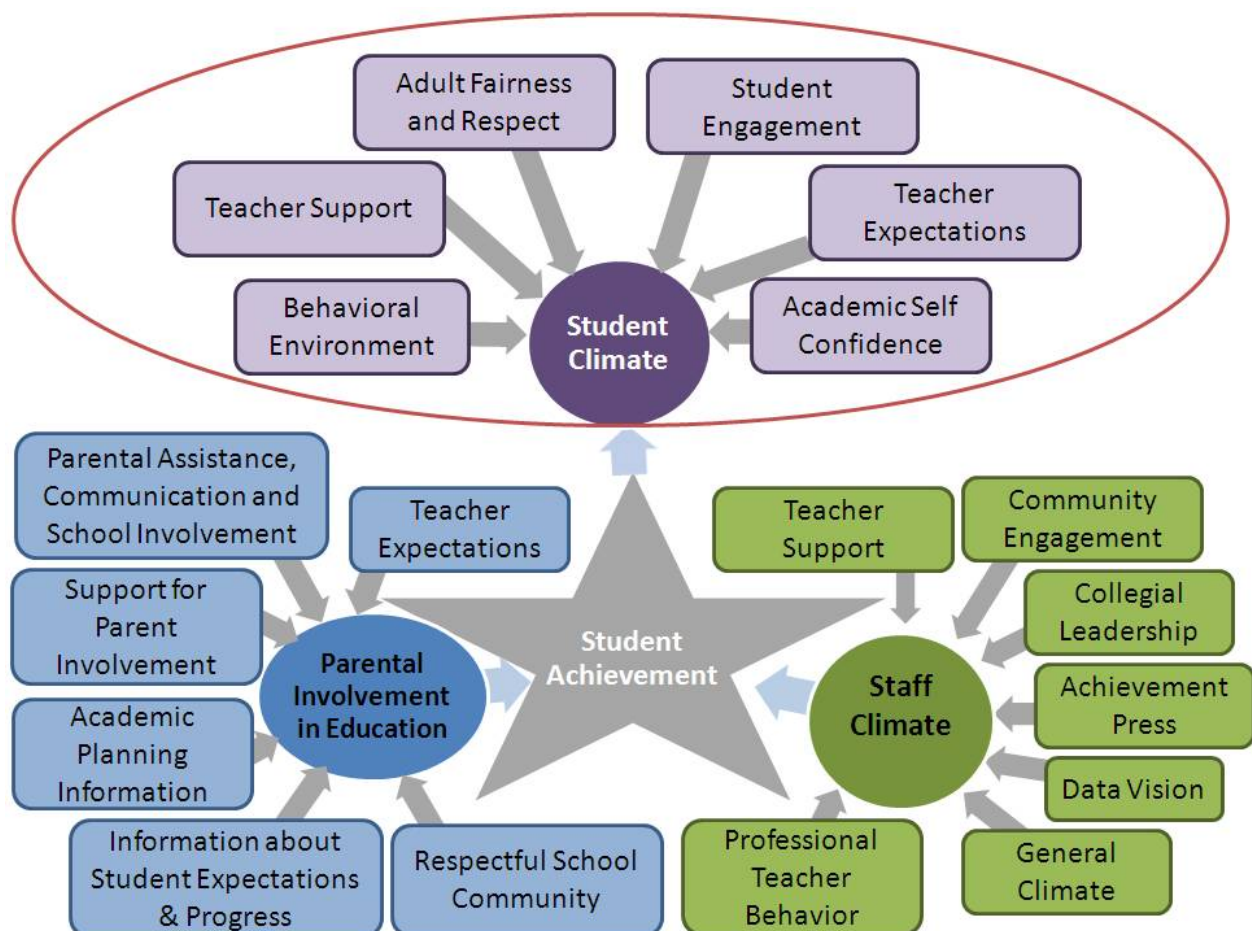 Adult Fairness
and Respect
Student
Engagement
Teacher Support
Teacher
Expectations
Behavioral
Environment
Student
Climate
Academic Self
Confidence
Parental Assistance,
Communication and
School Involvement
Teacher
Expectations
Teacher
Support
Community
Engagement
Support for
Parent
Involvement
Collegial
Leadership
Student
Achievement
Parental
Involvement
in Education
Staff
Climate
Achievement
Press
Academic
Planning
Information
Data Vision
Information about
Student Expectations
& Progress
Respectful School
Community
Professional
Teacher
Behavior
General
Climate